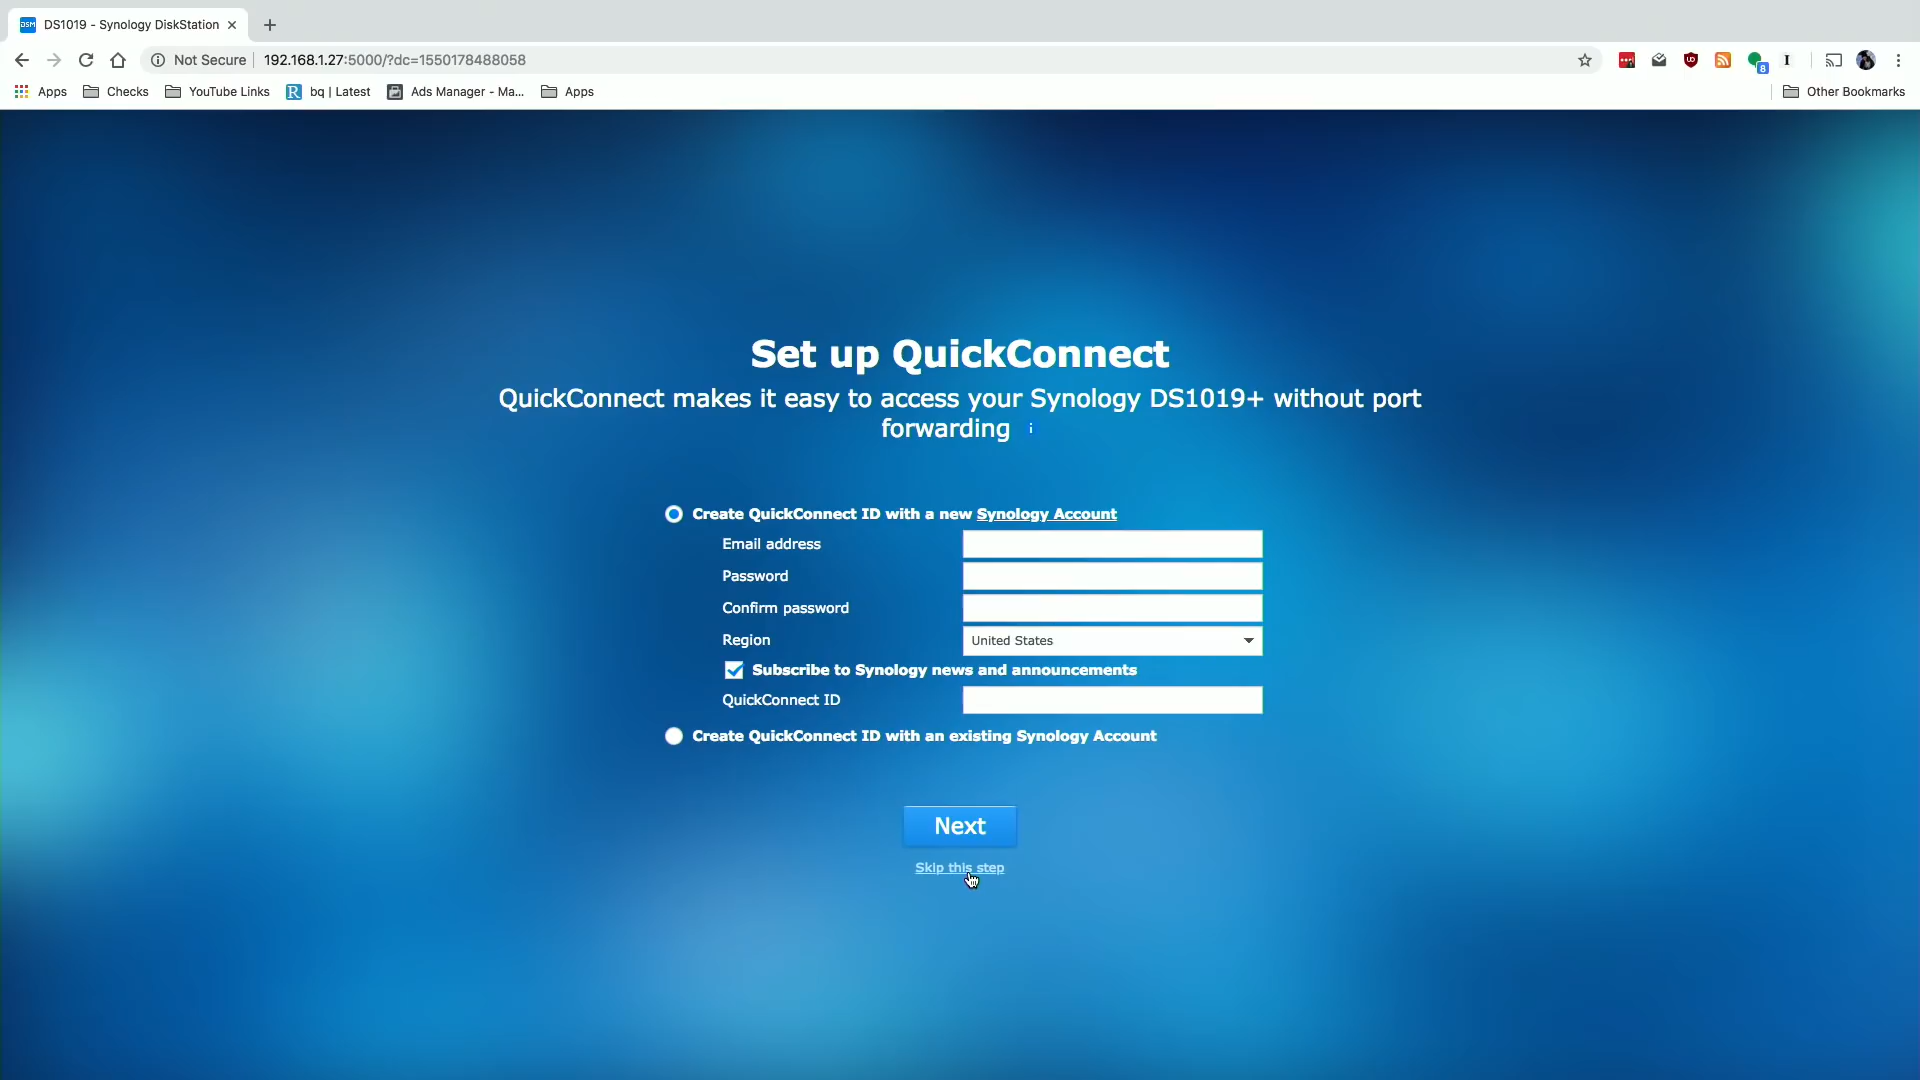 DS1019 - Synology DiskStation
Not Secure
192.168.1.27:5000/?dc=1550178488058
8
Apps
Checks
YouTube Links
R
bq | Latest
Ads Manager - Ma...
Apps
Other Bookmarks
Set up QuickConnect
QuickConnect makes it easy to access your Synology DS1019+ without port
forwarding i
Create QuickConnect ID with a new Synology Account
Email address
Password
Confirm password
Region United States
Subscribe to Synology news and announcements
QuickConnect ID
Create QuickConnect ID with an existing Synology Account
Next
Skip this step